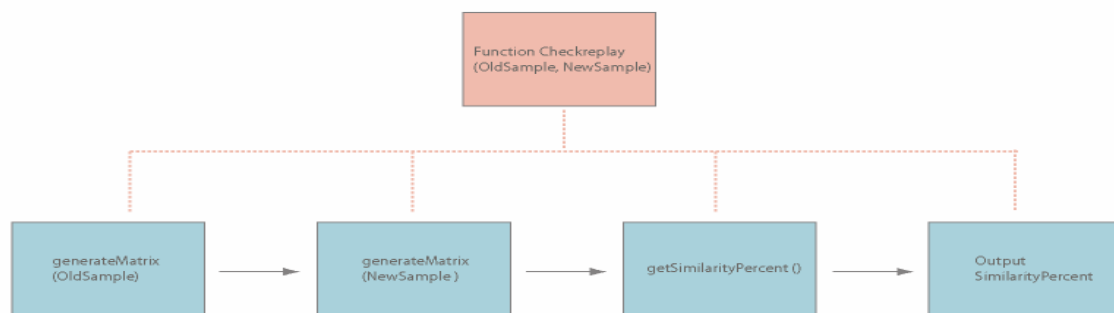 Function Checkreplay
(OldSample, NewSample)
generateMatrix
(OldSample)
generateMatrix
(NewSample )
getSimilarityPercent ()
Output
SimilarityPercent